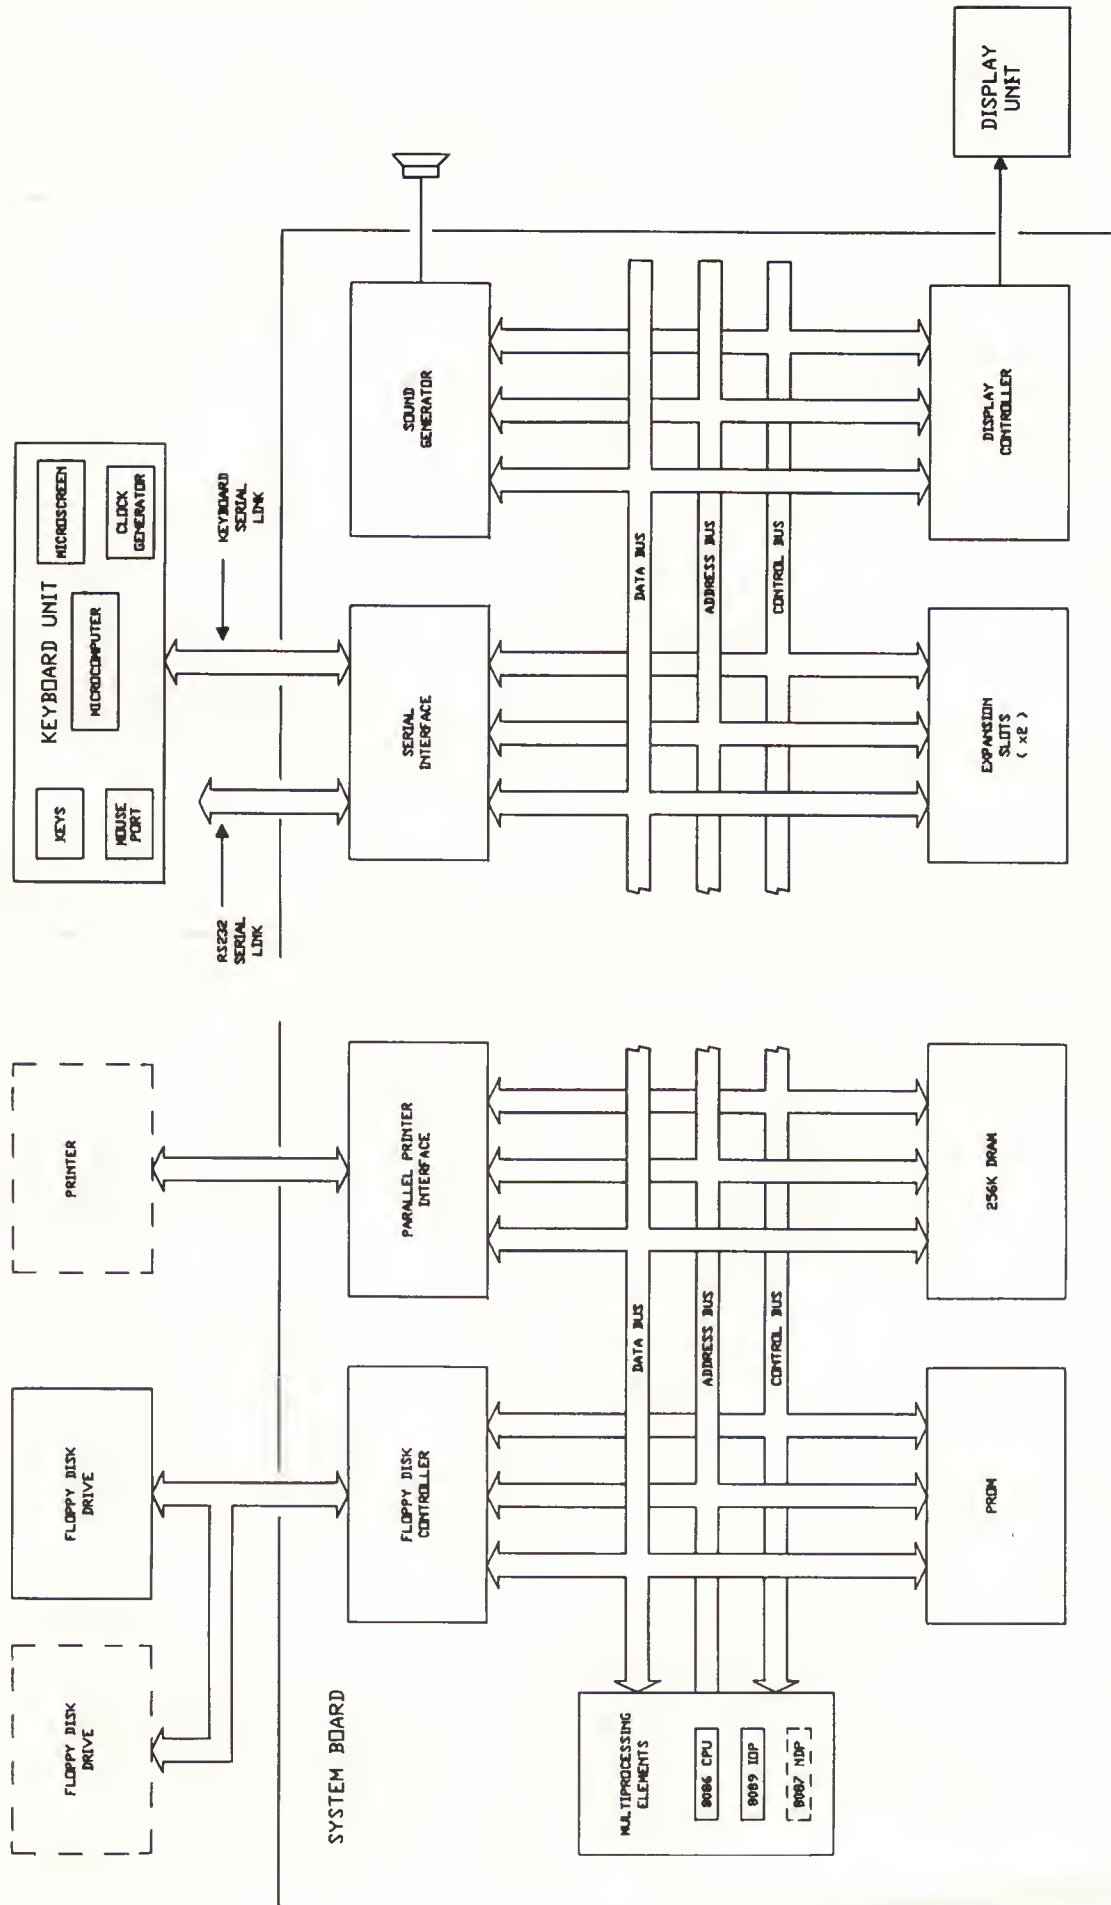 FLOPPY DISK
DRIVE
FLOPPY DISK
DRIVE
PRINTER
KEYBOARD UNIT
KEYS
MOUSE
PORT
MICROCOMPUTER
MICROSCREEN
CLOCK
GENERATOR
RS232
SERIAL
LINK
KEYBOARD
SERIAL
LINK
SYSTEM BOARD
FLOPPY DISK
CONTROLLER
PARALLEL PRINTER
INTERFACE
SERIAL
INTERFACE
SOUND
GENERATOR
MULTIPROCESSING
ELEMENTS
8086 CPU
8089 IOP
8087 NDP
DATA BUS
ADDRESS BUS
CONTROL BUS
DATA BUS
ADDRESS BUS
CONTROL BUS
PROM
256K DRAM
EXPANSION
SLOTS
( x2 )
DISPLAY
CONTROLLER
DISPLAY
UNIT